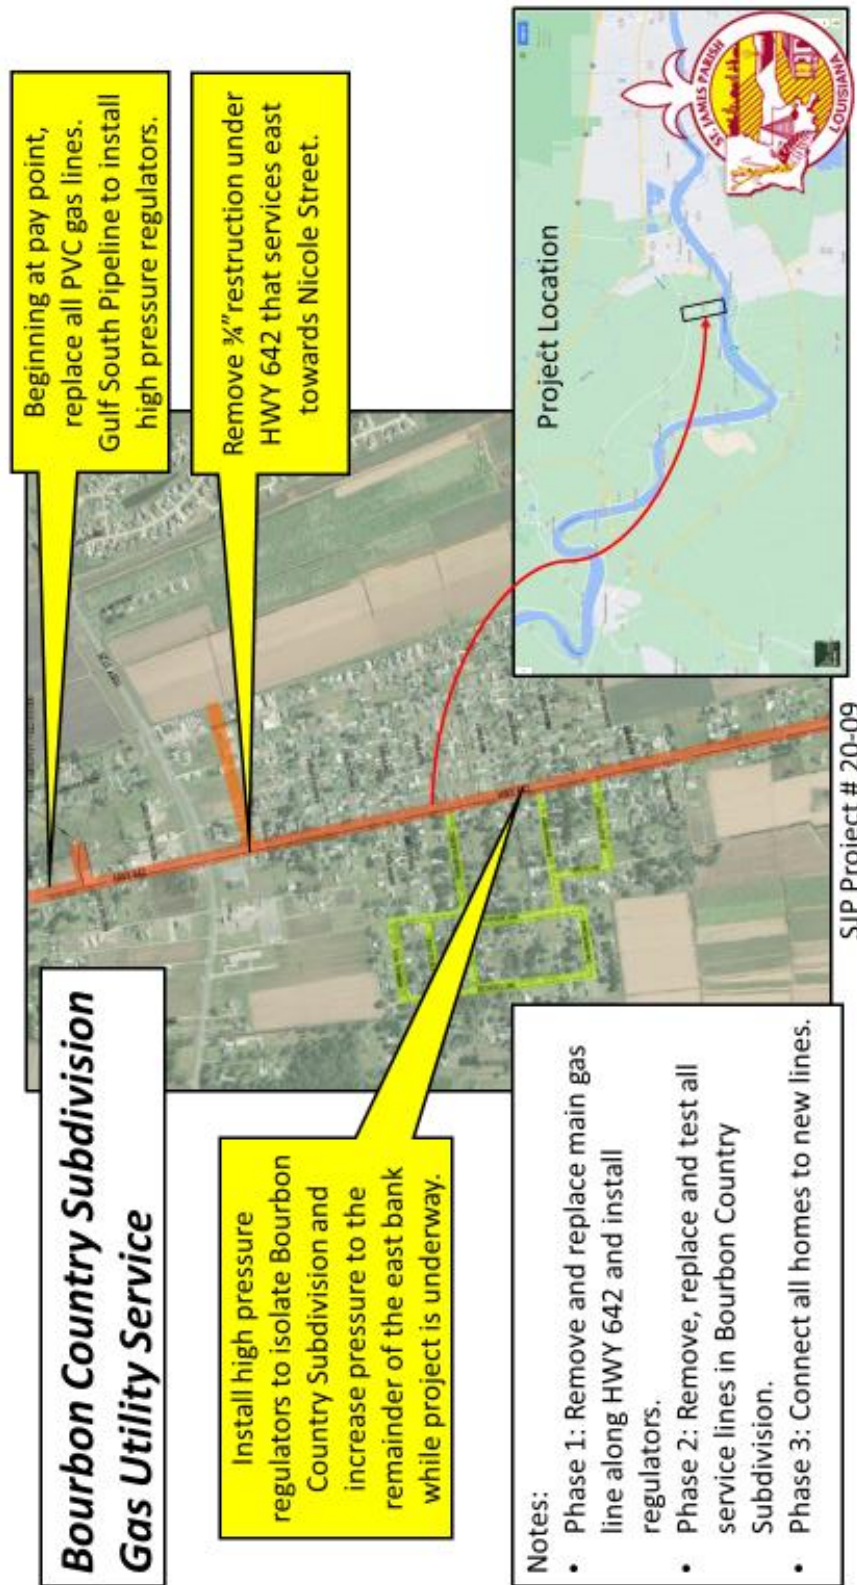 Bourbon Country Subdivision
Gas Utility Service
Beginning at pay point,
replace all PVC gas lines.
Gulf South Pipeline to install
high pressure regulators.
Remove ¾” restruction under
HWY 642 that services east
towards Nicole Street.
Install high pressure
regulators to isolate Bourbon
Country Subdivision and
increase pressure to the
remainder of the east bank
while project is underway.
Notes:
• Phase 1: Remove and replace main gas
line along HWY 642 and install
regulators.
• Phase 2: Remove, replace and test all
service lines in Bourbon Country
Subdivision.
• Phase 3: Connect all homes to new lines.
Project Location
ST. JAMES PARISH
LOUISIANA
SJP Project # 20-09